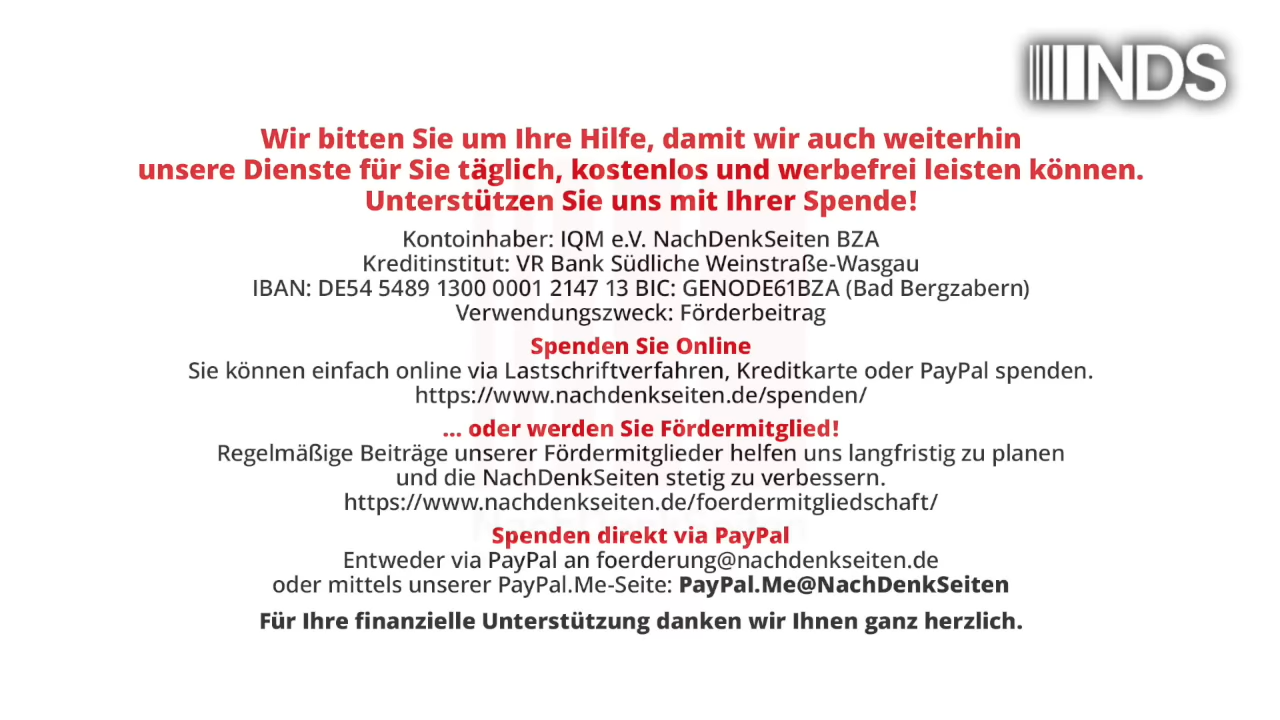 NDS
Wir bitten Sie um Ihre Hilfe, damit wir auch weiterhin
unsere Dienste für Sie täglich, kostenlos und werbefrei leisten können.
Unterstützen Sie uns mit Ihrer Spende!
Kontoinhaber: IQM e.V. NachDenkSeiten BZA
Kreditinstitut: VR Bank Südliche Weinstraße-Wasgau
IBAN: DE54 5489 1300 0001 2147 13 BIC: GENODE61BZA (Bad Bergzabern)
Verwendungszweck: Förderbeitrag
Spenden Sie Online
Sie können einfach online via Lastschriftverfahren, Kreditkarte oder PayPal spenden.
https://www.nachdenkseiten.de/spenden/
... oder werden Sie Fördermitglied!
Regelmäßige Beiträge unserer Fördermitglieder helfen uns langfristig zu planen
und die NachDenkSeiten stetig zu verbessern.
https://www.nachdenkseiten.de/foerdermitgliedschaft/
Spenden direkt via PayPal
Entweder via PayPal an foerderung@nachdenkseiten.de
oder mittels unserer PayPal.Me-Seite: PayPal.Me@NachDenkSeiten
Für Ihre finanzielle Unterstützung danken wir Ihnen ganz herzlich.